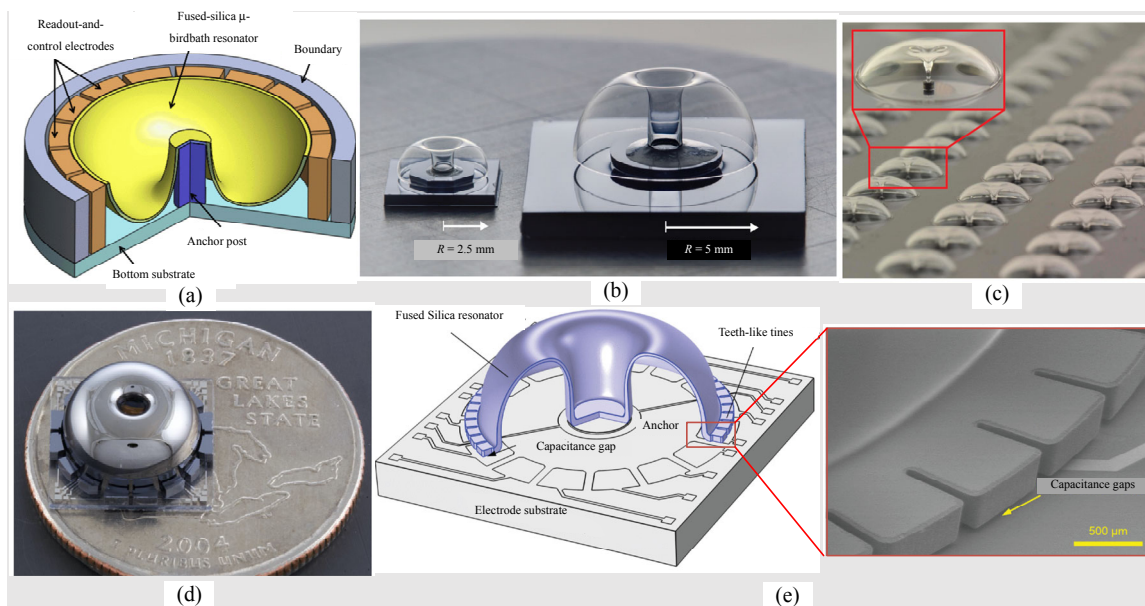 Readout-and-
control electrodes
Fused-silica μ-
birdbath resonator
Boundary
Anchor post
Bottom substrate
(a)
R = 2.5 mm
R = 5 mm
(b)
(c)
MICHIGAN
1837
GREAT
LAKES
STATE
2004
E PLURIBUS UNUM
(d)
Fused Silica resonator
Teeth-like tines
Anchor
Capacitance gap
Electrode substrate
Capacitance gaps
500 μm
(e)